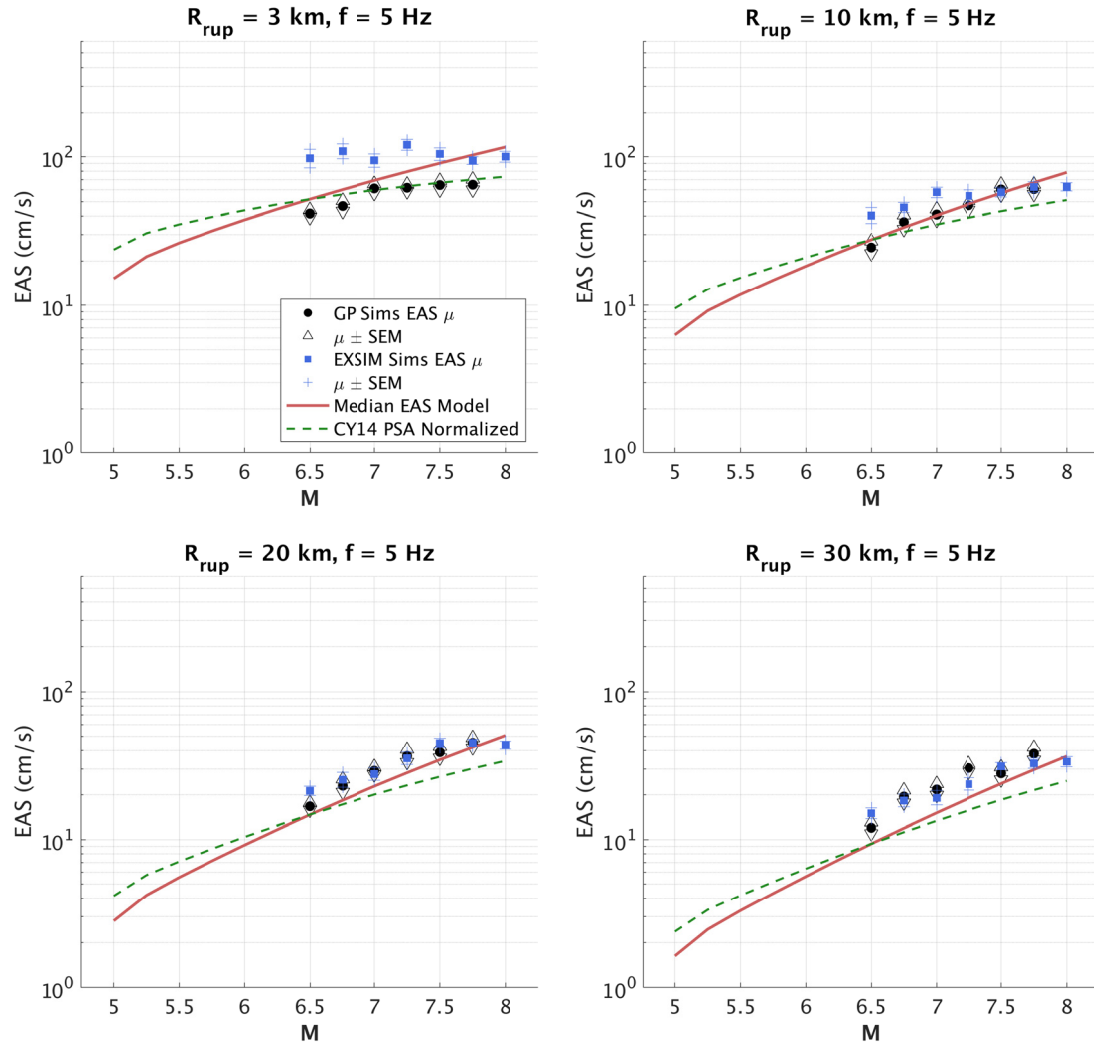 R_rup = 3 km, f = 5 Hz
EAS (cm/s)
10^2
10^1
10^0
GP Sims EAS μ
μ ± SEM
EXSIM Sims EAS μ
μ ± SEM
Median EAS Model
CY14 PSA Normalized
5 5.5 6 6.5 7 7.5 8
M
R_rup = 10 km, f = 5 Hz
EAS (cm/s)
10^2
10^1
10^0
5 5.5 6 6.5 7 7.5 8
M
R_rup = 20 km, f = 5 Hz
EAS (cm/s)
10^2
10^1
10^0
5 5.5 6 6.5 7 7.5 8
M
R_rup = 30 km, f = 5 Hz
EAS (cm/s)
10^2
10^1
10^0
5 5.5 6 6.5 7 7.5 8
M